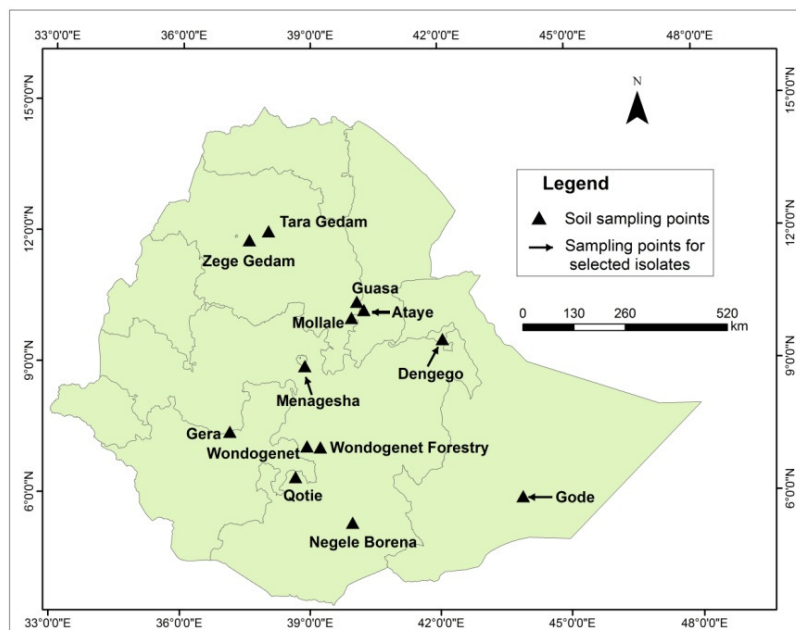 33°0'0"E 36°0'0"E 39°0'0"E 42°0'0"E 45°0'0"E 48°0'0"E
15°0'0"N
15°0'0"N
N
Legend
Soil sampling points
Sampling points for
selected isolates
12°0'0"N
12°0'0"N
Tara Gedam
Zege Gedam
Guasa
Ataye
Mollale
0 130 260 520
km
9°0'0"N
9°0'0"N
Dengego
Menagesha
Gera
Wondogenet
Wondogenet Forestry
6°0'0"N
6°0'0"N
Qotie
Gode
Negele Borena
33°0'0"E 36°0'0"E 39°0'0"E 42°0'0"E 45°0'0"E 48°0'0"E